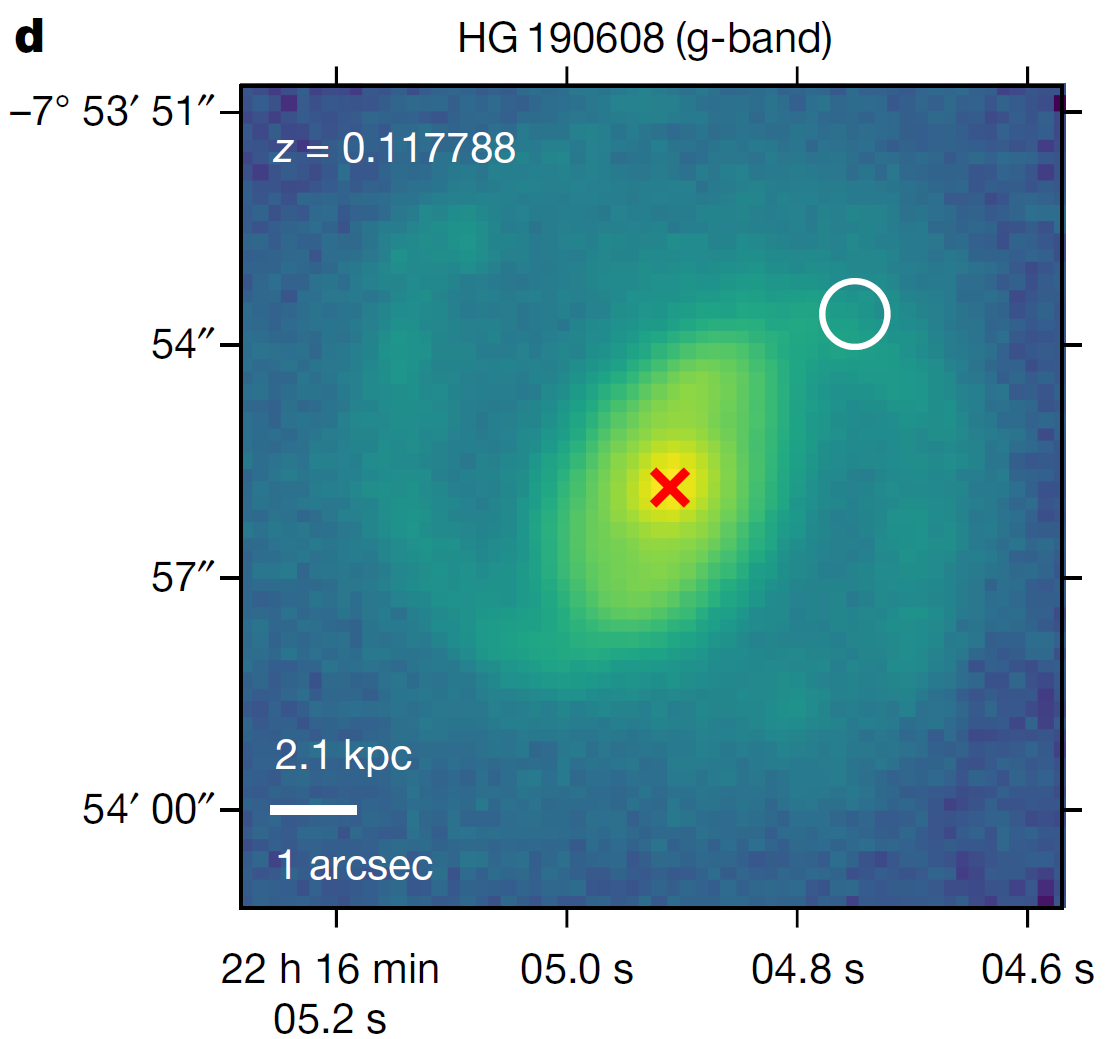 d
HG 190608 (g-band)
–7° 53′ 51″
z = 0.117788
54″
57″
2.1 kpc
54′ 00″
1 arcsec
22 h 16 min 05.0 s 04.8 s 04.6 s
05.2 s